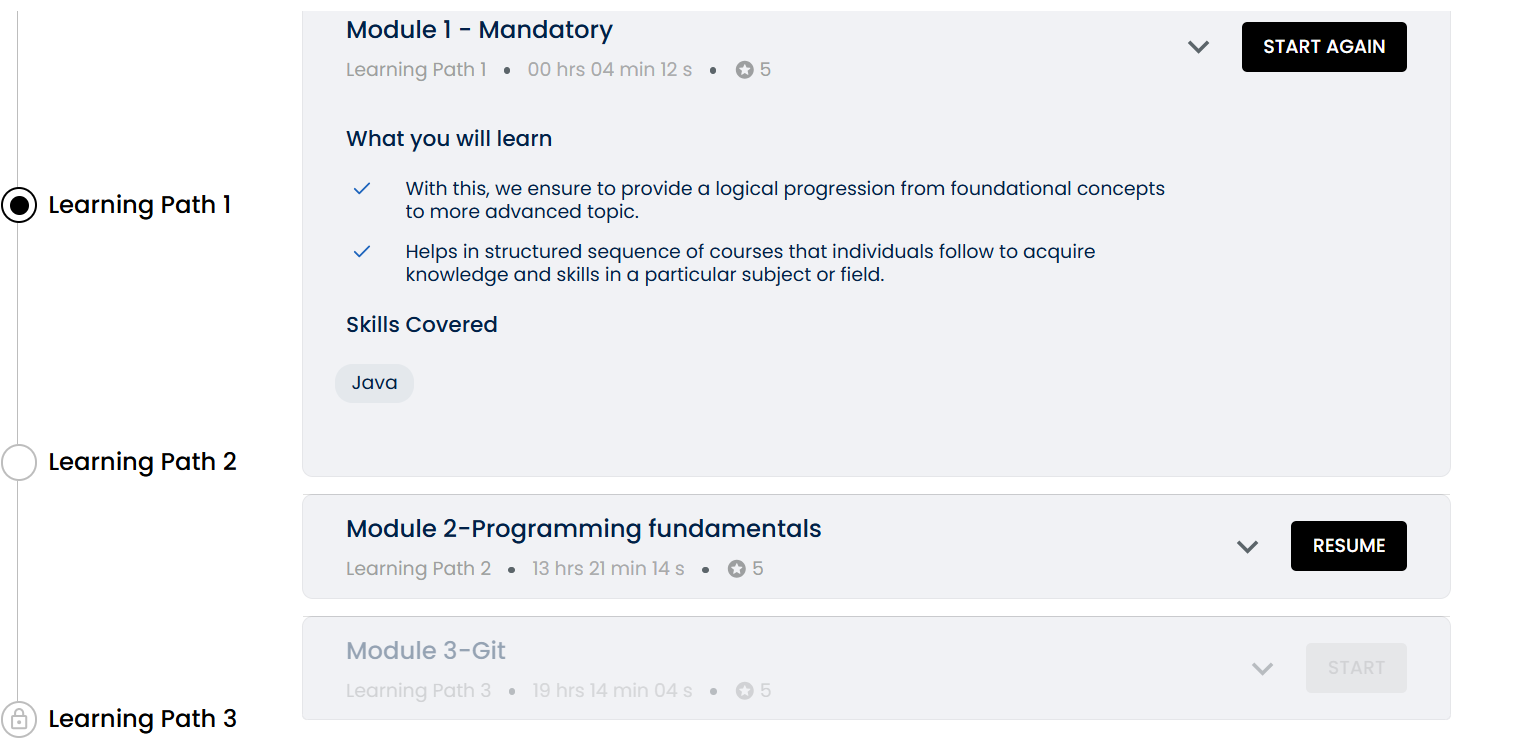 Module 1 - Mandatory
START AGAIN
Learning Path 1 • 00 hrs 04 min 12 s • 5
What you will learn
With this, we ensure to provide a logical progression from foundational concepts
to more advanced topic.
Learning Path 1
Helps in structured sequence of courses that individuals follow to acquire
knowledge and skills in a particular subject or field.
Skills Covered
Java
Learning Path 2
Module 2-Programming fundamentals
RESUME
Learning Path 2 • 13 hrs 21 min 14 s • 5
Module 3-Git
START
Learning Path 3 • 19 hrs 14 min 04 s • 5
Learning Path 3